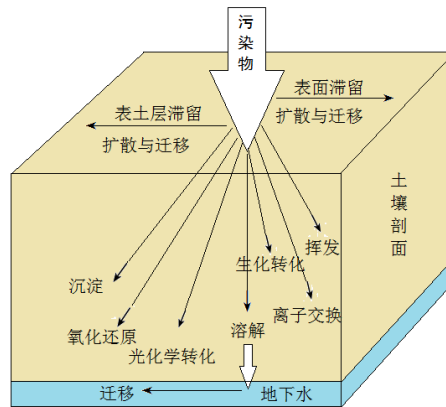 污染物
表面滞留
扩散与迁移
表土层滞留
扩散与迁移
土壤剖面
挥发
生化转化
沉淀
离子交换
氧化还原
溶解
光化学转化
迁移
地下水